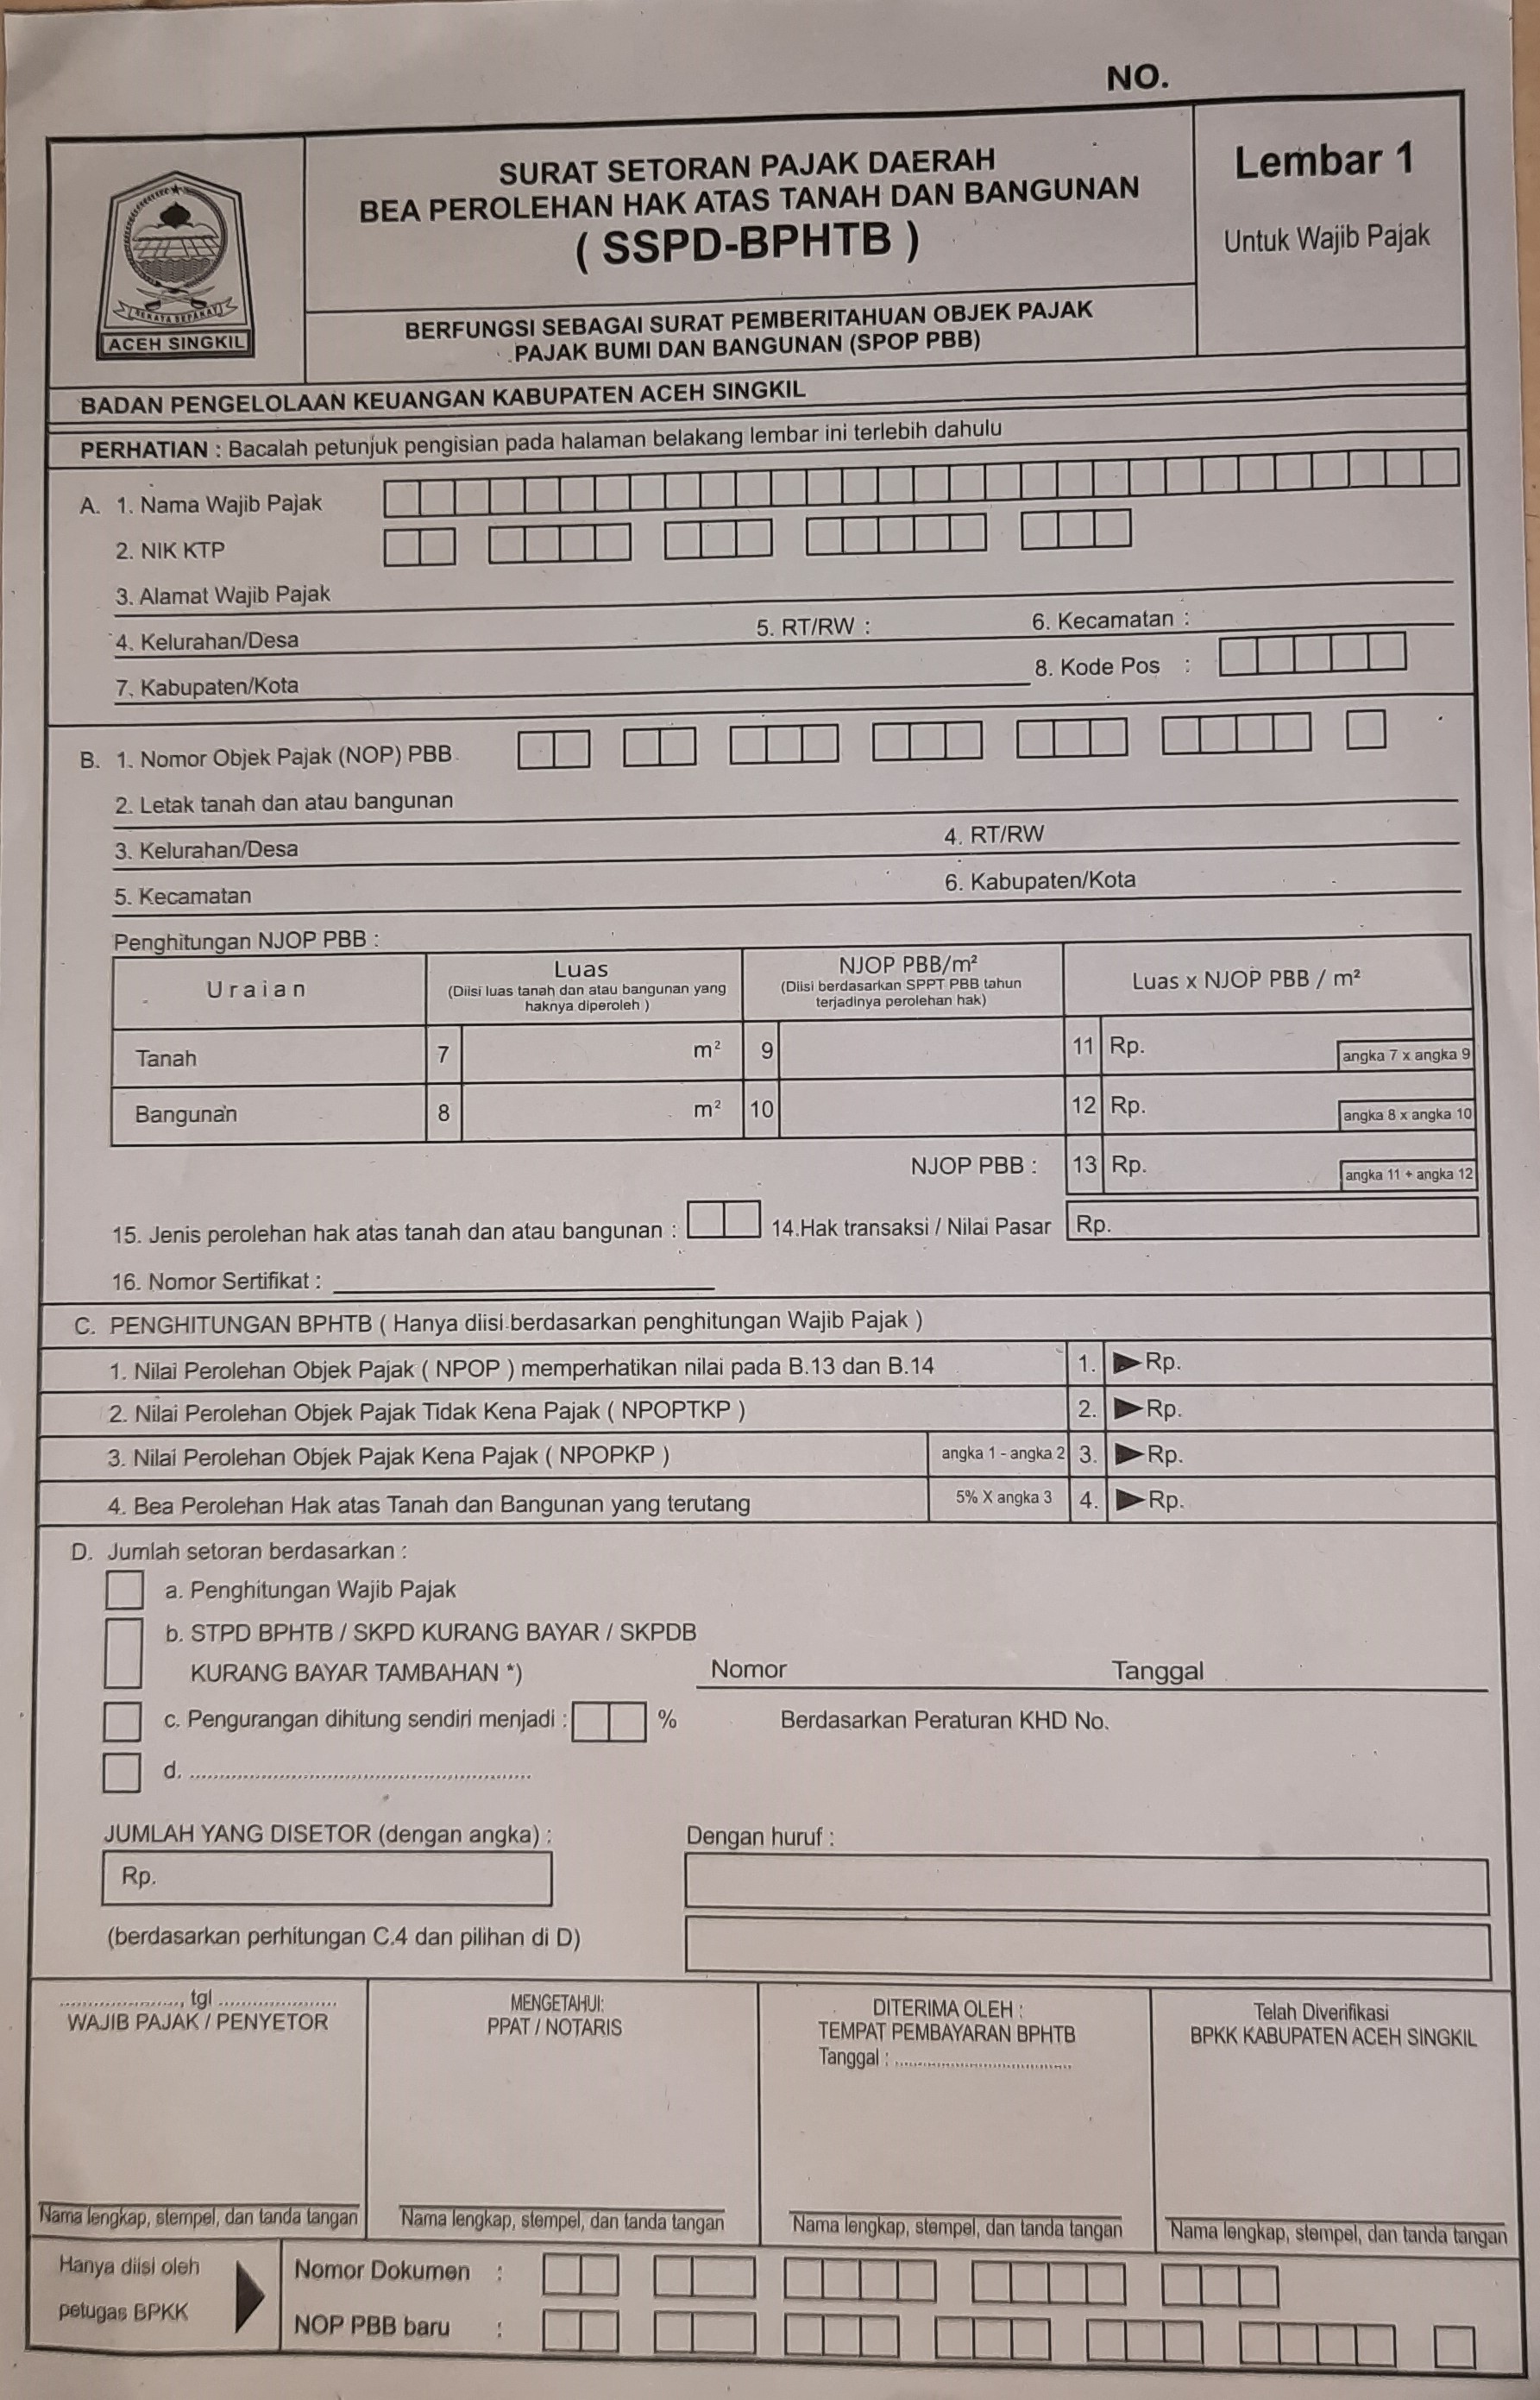 NO.
SURAT SETORAN PAJAK DAERAH
BEA PEROLEHAN HAK ATAS TANAH DAN BANGUNAN
( SSPD-BPHTB )
Lembar 1
Untuk Wajib Pajak
SEKATA SEPAKAT
ACEH SINGKIL
BERFUNGSI SEBAGAI SURAT PEMBERITAHUAN OBJEK PAJAK
PAJAK BUMI DAN BANGUNAN (SPOP PBB)
BADAN PENGELOLAAN KEUANGAN KABUPATEN ACEH SINGKIL
PERHATIAN : Bacalah petunjuk pengisian pada halaman belakang lembar ini terlebih dahulu
A. 1. Nama Wajib Pajak
2. NIK KTP
3. Alamat Wajib Pajak
4. Kelurahan/Desa 5. RT/RW : 6. Kecamatan :
7. Kabupaten/Kota 8. Kode Pos :
B. 1. Nomor Objek Pajak (NOP) PBB
2. Letak tanah dan atau bangunan
3. Kelurahan/Desa 4. RT/RW
5. Kecamatan 6. Kabupaten/Kota
Penghitungan NJOP PBB :
Uraian
Luas
(Diisi luas tanah dan atau bangunan yang
haknya diperoleh )
NJOP PBB/m²
(Diisi berdasarkan SPPT PBB tahun
terjadinya perolehan hak)
Luas x NJOP PBB / m²
Tanah 7 m² 9 11 Rp. angka 7 x angka 9
Bangunan 8 m² 10 12 Rp. angka 8 x angka 10
NJOP PBB : 13 Rp. angka 11 + angka 12
15. Jenis perolehan hak atas tanah dan atau bangunan : 14.Hak transaksi / Nilai Pasar Rp.
16. Nomor Sertifikat :
C. PENGHITUNGAN BPHTB ( Hanya diisi berdasarkan penghitungan Wajib Pajak )
1. Nilai Perolehan Objek Pajak ( NPOP ) memperhatikan nilai pada B.13 dan B.14 1. Rp.
2. Nilai Perolehan Objek Pajak Tidak Kena Pajak ( NPOPTKP ) 2. Rp.
3. Nilai Perolehan Objek Pajak Kena Pajak ( NPOPKP ) angka 1 - angka 2 3. Rp.
4. Bea Perolehan Hak atas Tanah dan Bangunan yang terutang 5% X angka 3 4. Rp.
D. Jumlah setoran berdasarkan :
a. Penghitungan Wajib Pajak
b. STPD BPHTB / SKPD KURANG BAYAR / SKPDB
KURANG BAYAR TAMBAHAN *) Nomor Tanggal
c. Pengurangan dihitung sendiri menjadi : % Berdasarkan Peraturan KHD No.
d. ..........................................................
JUMLAH YANG DISETOR (dengan angka) : Dengan huruf :
Rp.
(berdasarkan perhitungan C.4 dan pilihan di D)
....................., tgl .....................
WAJIB PAJAK / PENYETOR
Nama lengkap, stempel, dan tanda tangan
MENGETAHUI:
PPAT / NOTARIS
Nama lengkap, stempel, dan tanda tangan
DITERIMA OLEH :
TEMPAT PEMBAYARAN BPHTB
Tanggal : ..................................
Nama lengkap, stempel, dan tanda tangan
Telah Diverifikasi
BPKK KABUPATEN ACEH SINGKIL
Nama lengkap, stempel, dan tanda tangan
Hanya diisi oleh
petugas BPKK
Nomor Dokumen :
NOP PBB baru :